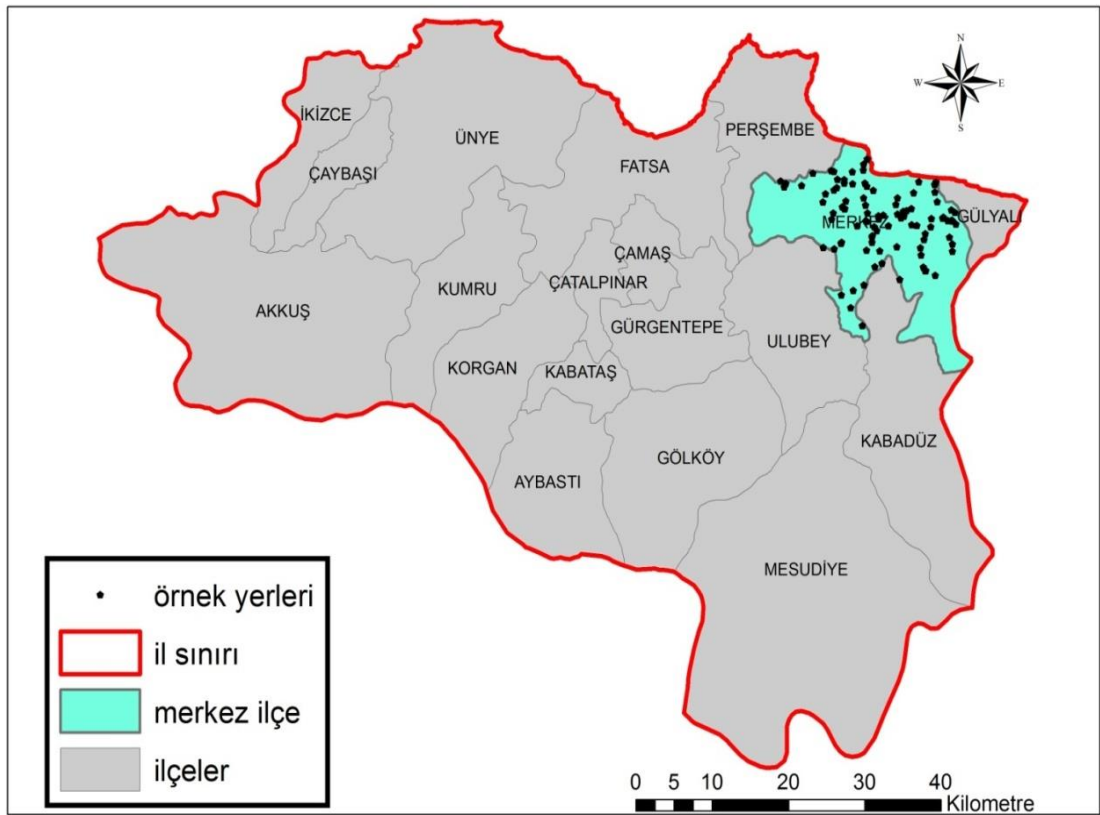 N
W
E
S
İKİZCE
ÜNYE
PERŞEMBE
ÇAYBAŞI
FATSA
MERKEZ
GÜLYALI
ÇAMAŞ
ÇATALPINAR
KUMRU
AKKUŞ
GÜRGENTEPE
ULUBEY
KORGAN
KABATAŞ
KABADÜZ
GÖLKÖY
AYBASTI
MESUDİYE
örnek yerleri
il sınırı
merkez ilçe
ilçeler
0 5 10 20 30 40
Kilometre